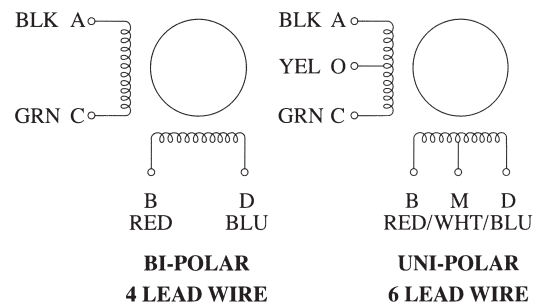 BLK A
GRN C
B D
RED BLU
BI-POLAR
4 LEAD WIRE
BLK A
YEL O
GRN C
B M D
RED/WHT/BLU
UNI-POLAR
6 LEAD WIRE